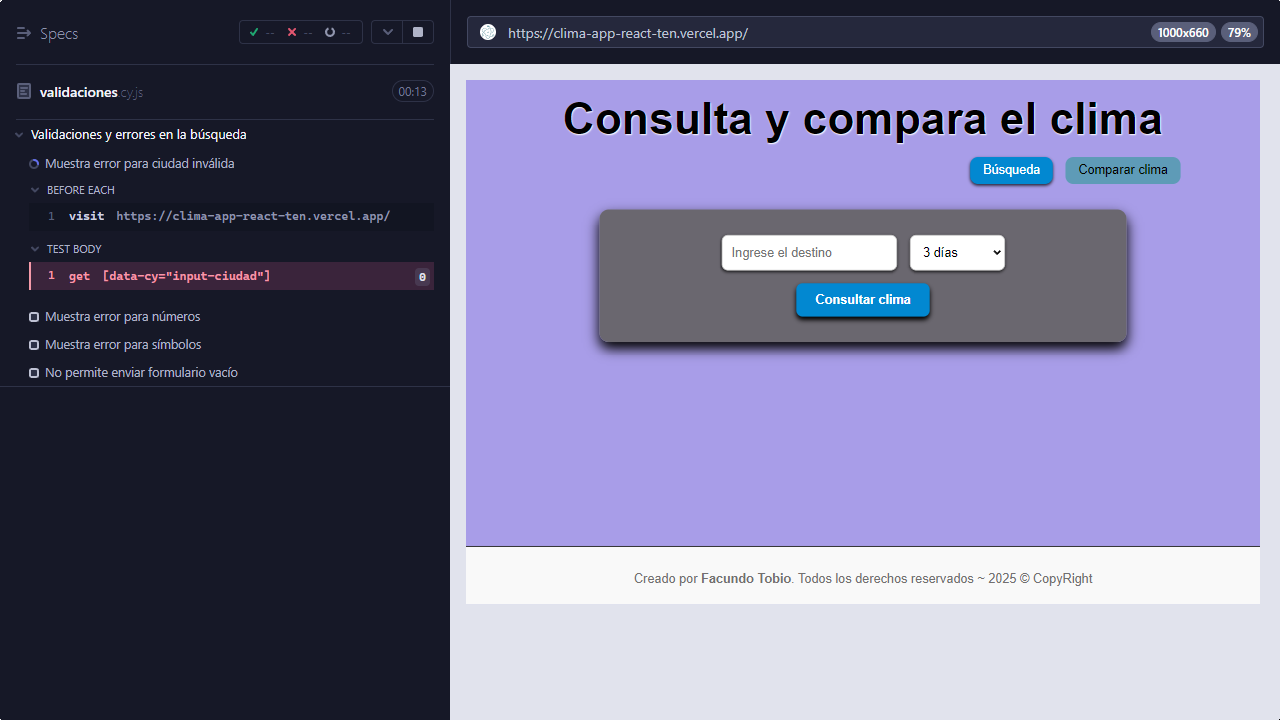 Specs
-- -- --
validaciones.cy.js 00:13
Validaciones y errores en la búsqueda
Muestra error para ciudad inválida
BEFORE EACH
1 visit https://clima-app-react-ten.vercel.app/
TEST BODY
1 get [data-cy="input-ciudad"] 0
Muestra error para números
Muestra error para símbolos
No permite enviar formulario vacío
https://clima-app-react-ten.vercel.app/ 1000x660 79%
Consulta y compara el clima
Búsqueda Comparar clima
Ingrese el destino 3 días
Consultar clima
Creado por Facundo Tobio. Todos los derechos reservados ~ 2025 © CopyRight